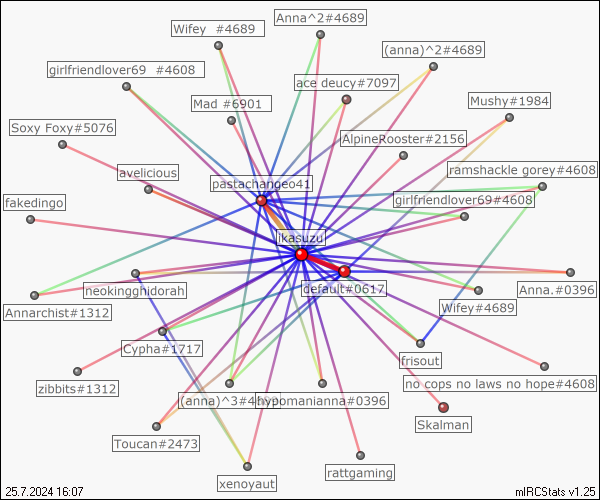 Anna^2#4689
Wifey #4689
(anna)^2#4689
girlfriendlover69 #4608
ace deucy#7097
Mad #6901
Mushy#1984
Soxy Foxy#5076
AlpineRooster#2156
avelicious
ramshackle gorey#4608
pastachangeo41
fakedingo
girlfriendlover69#4608
ikasuzu
neokingghidorah
default#0617
Anna.#0396
Annarchist#1312
Wifey#4689
Cypha#1717
frisout
zibbits#1312
no cops no laws no hope#4608
(anna)^3#4
hypomanianna#0396
Skalman
Toucan#2473
rattgaming
xenoyaut
25.7.2024 16:07
mIRCStats v1.25